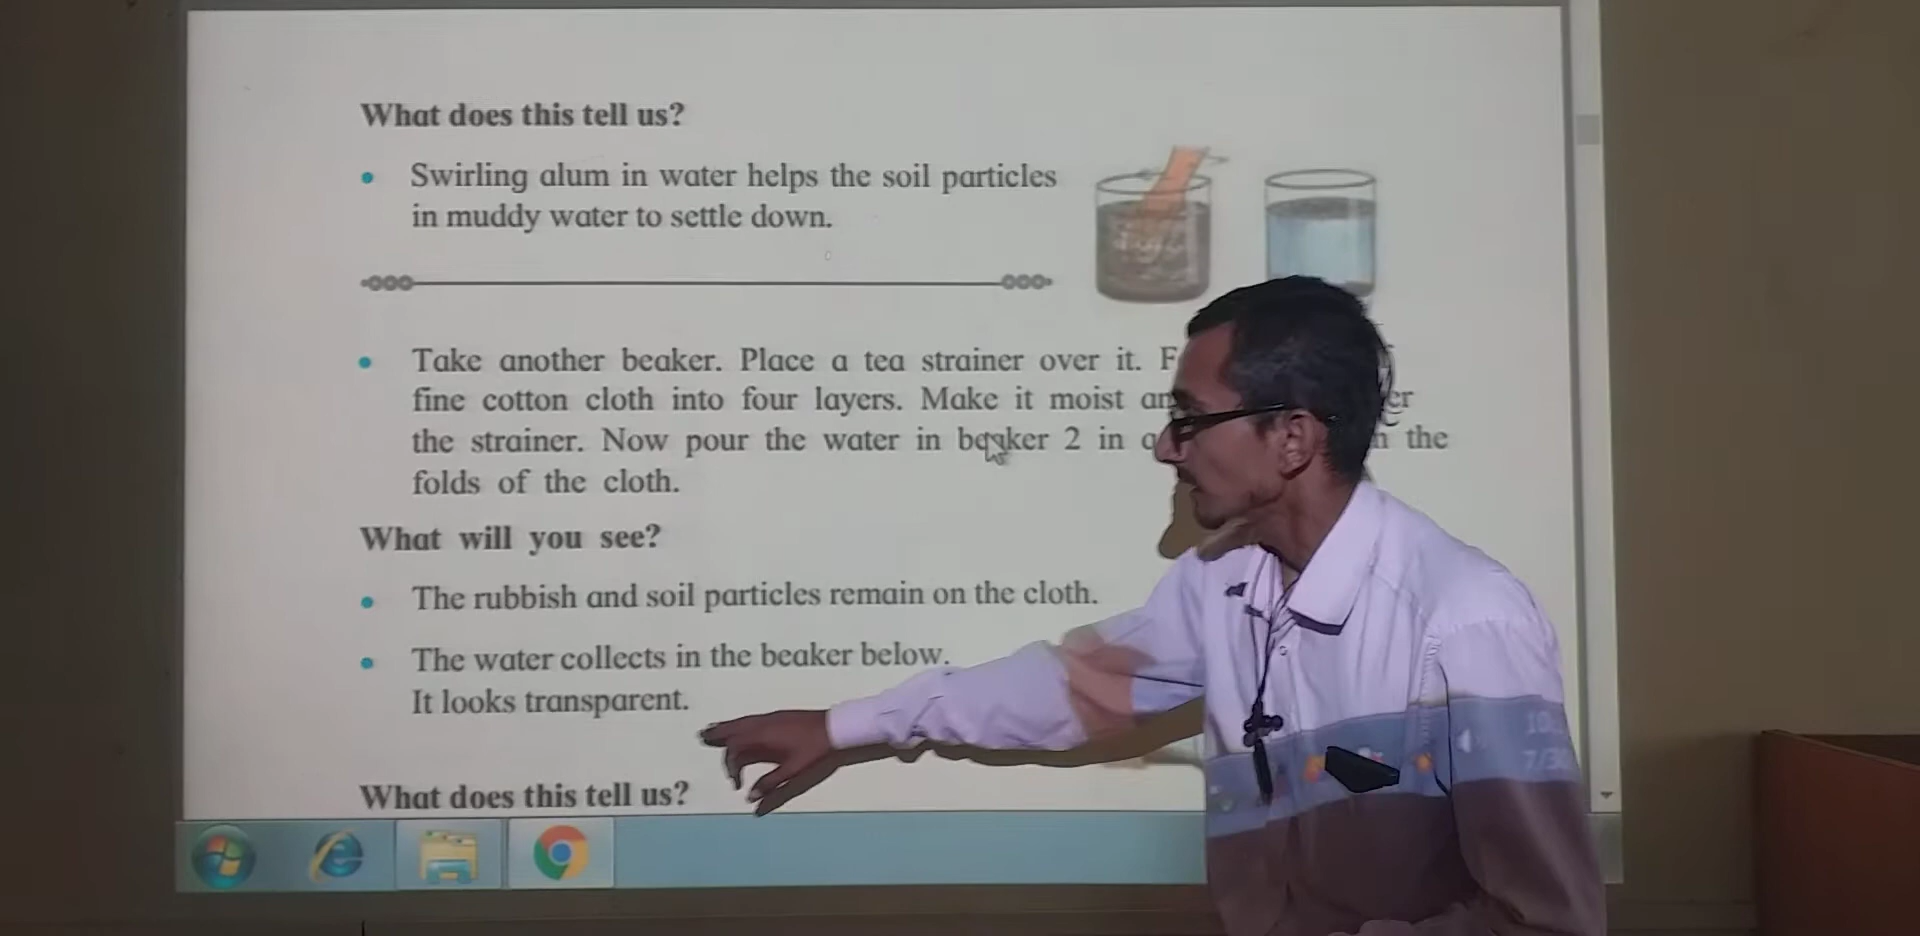 What does this tell us?
Swirling alum in water helps the soil particles
in muddy water to settle down.
Take another beaker. Place a tea strainer over it.
fine cotton cloth into four layers. Make it moist
the strainer. Now pour the water in beaker 2 in the
folds of the cloth.
What will you see?
The rubbish and soil particles remain on the cloth.
The water collects in the beaker below.
It looks transparent.
What does this tell us?